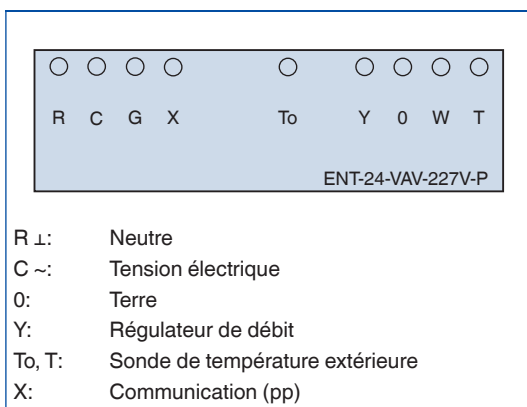 R C G X To Y 0 W T
ENT-24-VAV-227V-P
R ⊥: Neutre
C ~: Tension électrique
0: Terre
Y: Régulateur de débit
To, T: Sonde de température extérieure
X: Communication (pp)